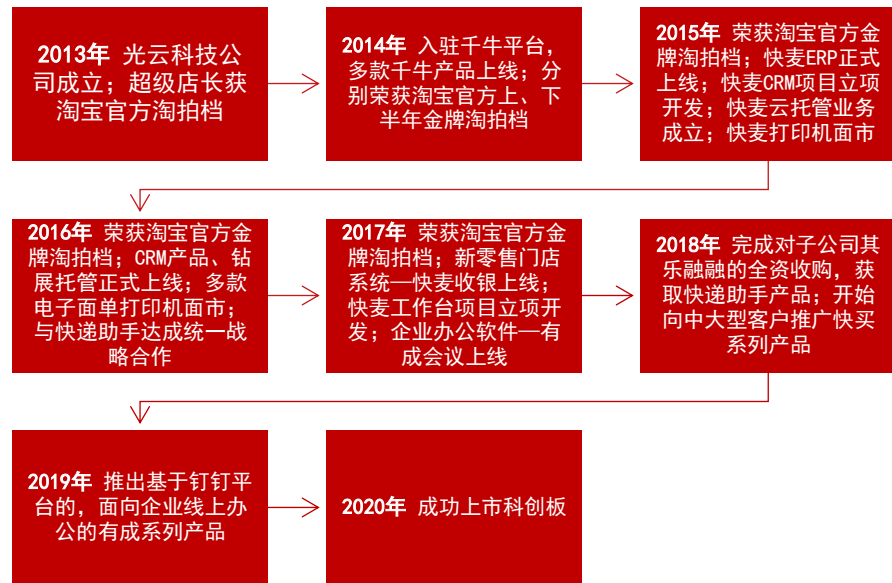 2013年 光云科技公
司成立；超级店长获
淘宝官方淘拍档
2014年 入驻千牛平台，
多款千牛产品上线；分
别荣获淘宝官方上、下
半年金牌淘拍档
2015年 荣获淘宝官方金
牌淘拍档；快麦ERP正式
上线；快麦CRM项目立项
开发；快麦云托管业务
成立；快麦打印机面市
2016年 荣获淘宝官方金
牌淘拍档；CRM产品、钻
展托管正式上线；多款
电子面单打印机面市；
与快递助手达成统一战
略合作
2017年 荣获淘宝官方金
牌淘拍档；新零售门店
系统—快麦收银上线；
快麦工作台项目立项开
发；企业办公软件—有
成会议上线
2018年 完成对子公司其
乐融融的全资收购，获
取快递助手产品；开始
向中大型客户推广快买
系列产品
2019年 推出基于钉钉平
台的，面向企业线上办
公的有成系列产品
2020年 成功上市科创板